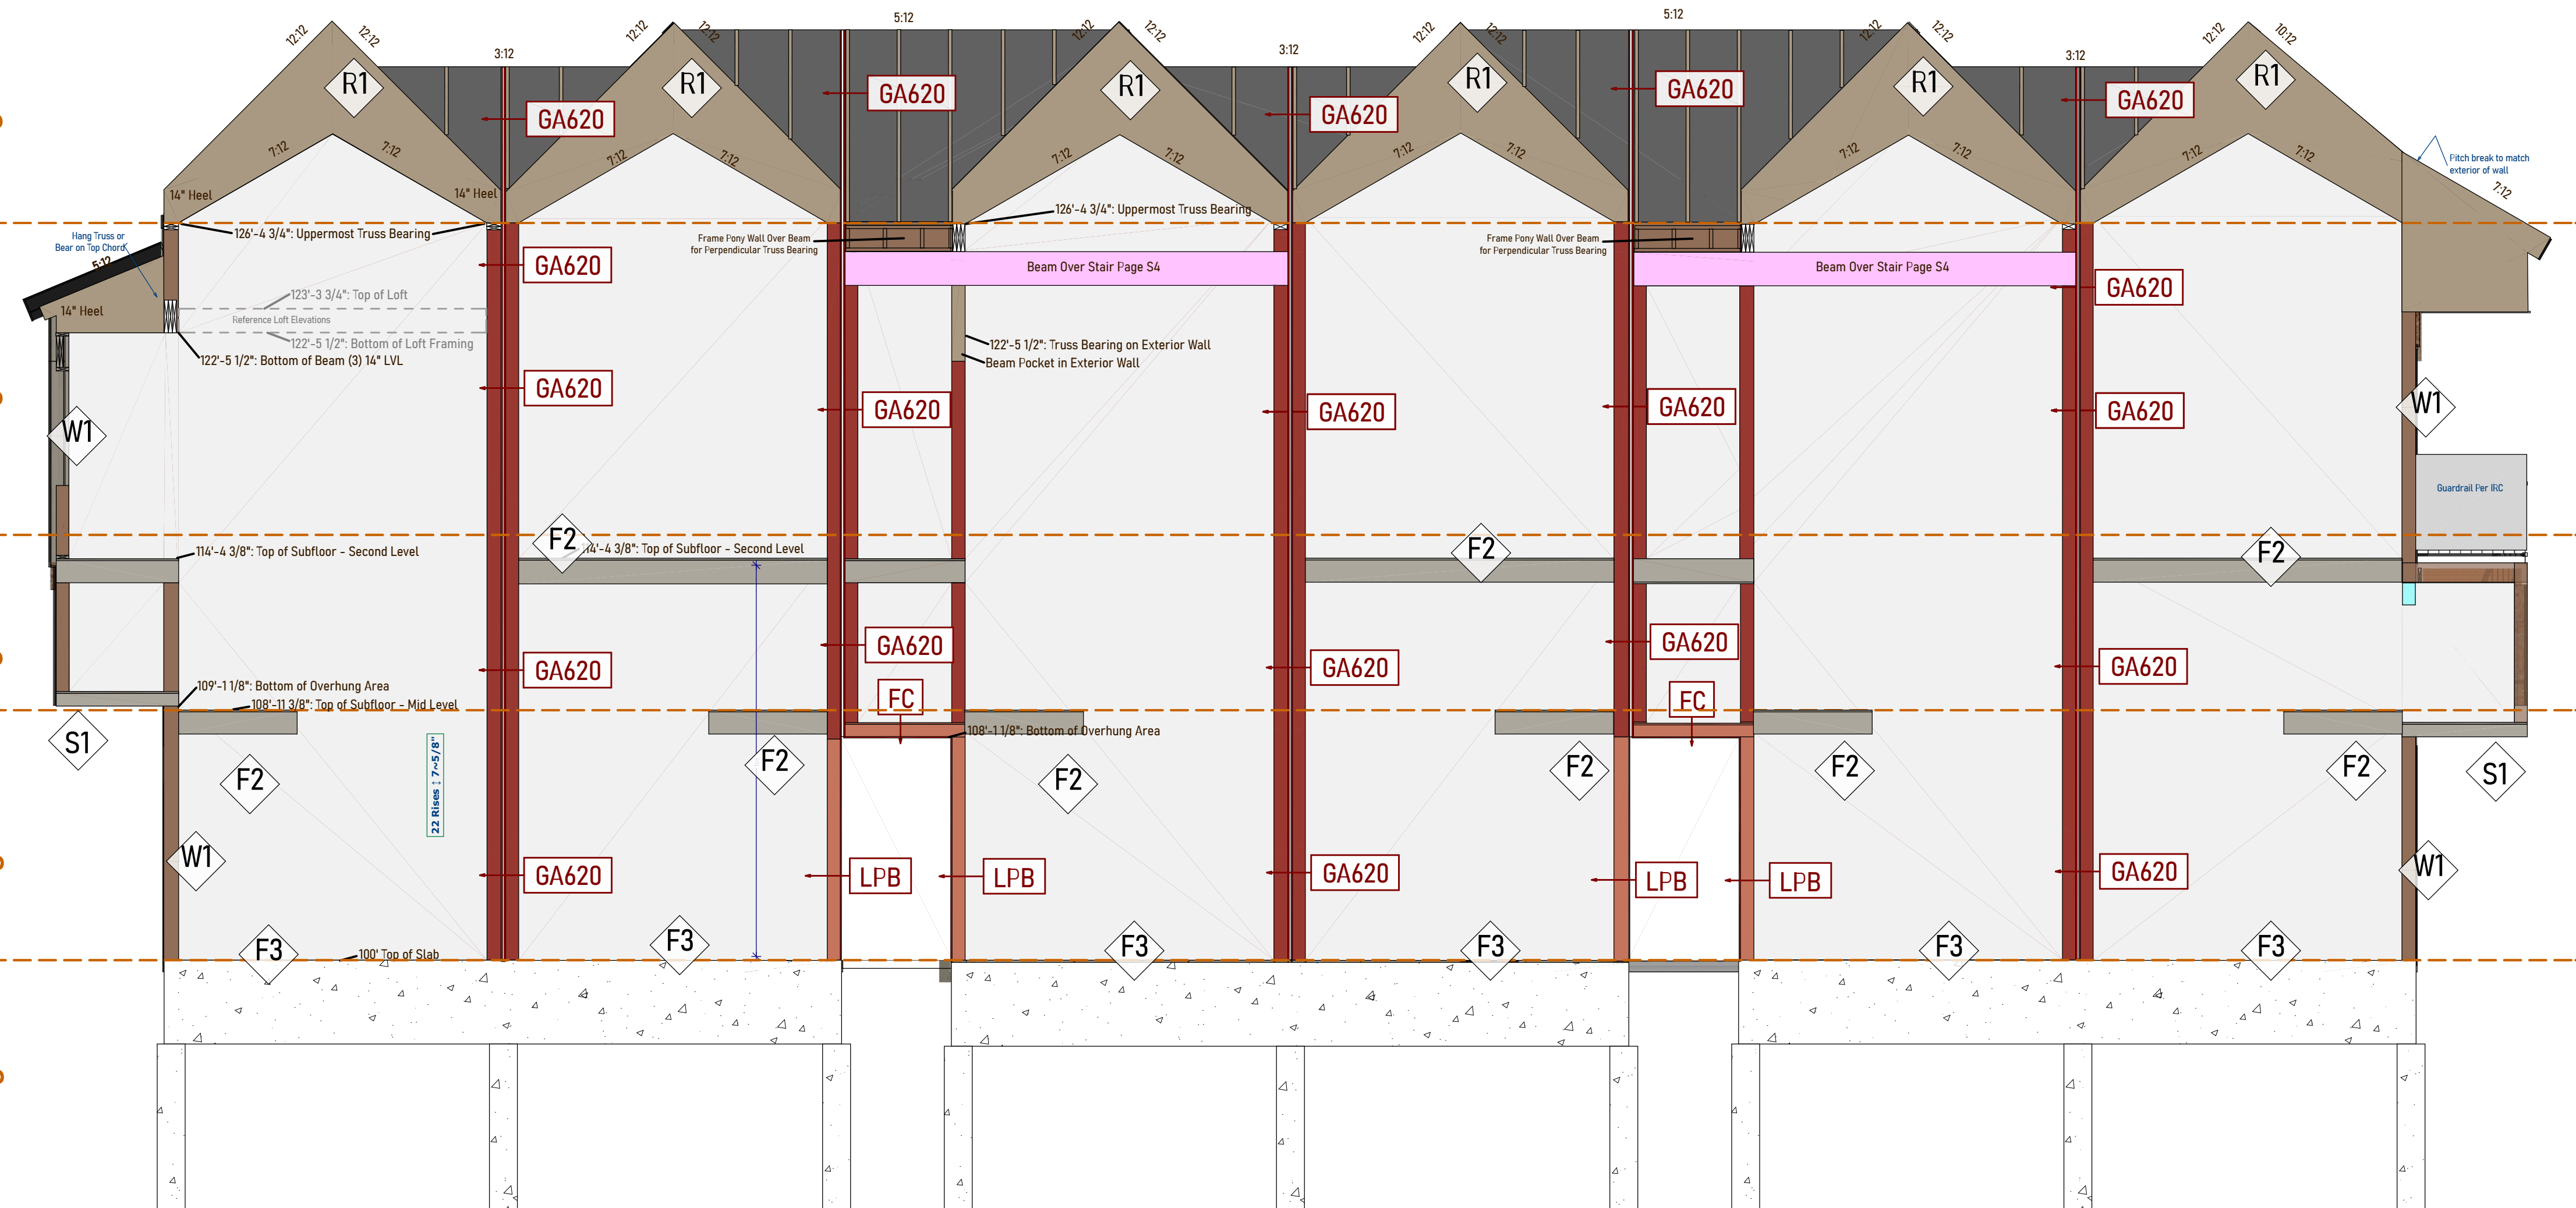 5:12
5:12
12:12
12:12
3:12
12:12
12:12
12:12
12:12
3:12
12:12
12:12
12:12
12:12
3:12
12:12
10:12
R1
R1
R1
R1
R1
R1
GA620
GA620
GA620
GA620
GA620
GA620
7:12
7:12
7:12
7:12
7:12
7:12
7:12
7:12
7:12
7:12
7:12
7:12
Pitch break to match
exterior of wall
7:12
14" Heel
14" Heel
126'-4 3/4": Uppermost Truss Bearing
126'-4 3/4": Uppermost Truss Bearing
Hang Truss or
Bear on Top Chord
Frame Pony Wall Over Beam
for Perpendicular Truss Bearing
Frame Pony Wall Over Beam
for Perpendicular Truss Bearing
5:12
GA620
Beam Over Stair Page S4
Beam Over Stair Page S4
GA620
14" Heel
123'-3 3/4": Top of Loft
Reference Loft Elevations
122'-5 1/2": Bottom of Loft Framing
122'-5 1/2": Bottom of Beam (3) 14" LVL
122'-5 1/2": Truss Bearing on Exterior Wall
Beam Pocket in Exterior Wall
GA620
GA620
GA620
GA620
GA620
W1
W1
Guardrail Per IRC
114'-4 3/8": Top of Subfloor - Second Level
F2
114'-4 3/8": Top of Subfloor - Second Level
F2
F2
GA620
GA620
GA620
GA620
GA620
109'-1 1/8": Bottom of Overhung Area
108'-11 3/8": Top of Subfloor - Mid Level
FC
FC
108'-1 1/8": Bottom of Overhung Area
S1
F2
F2
F2
F2
F2
F2
S1
22 Rises ↕ 7~5/8"
W1
GA620
LPB
LPB
GA620
LPB
LPB
GA620
W1
F3
100' Top of Slab
F3
F3
F3
F3
F3